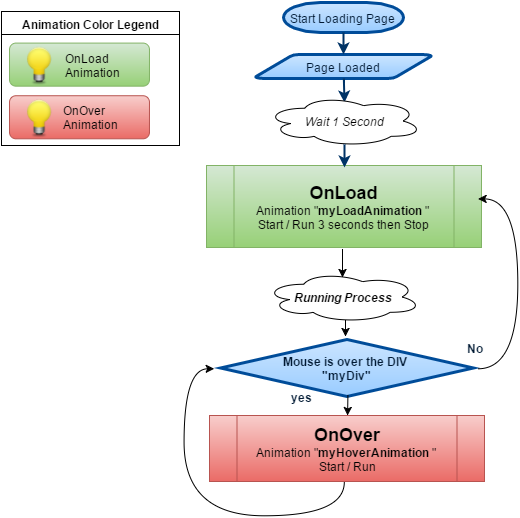 Animation Color Legend
OnLoad
Animation
OnOver
Animation
Start Loading Page
Page Loaded
Wait 1 Second
OnLoad
Animation "myLoadAnimation "
Start / Run 3 seconds then Stop
Running Process
Mouse is over the DIV
"myDiv"
No
yes
OnOver
Animation "myHoverAnimation "
Start / Run